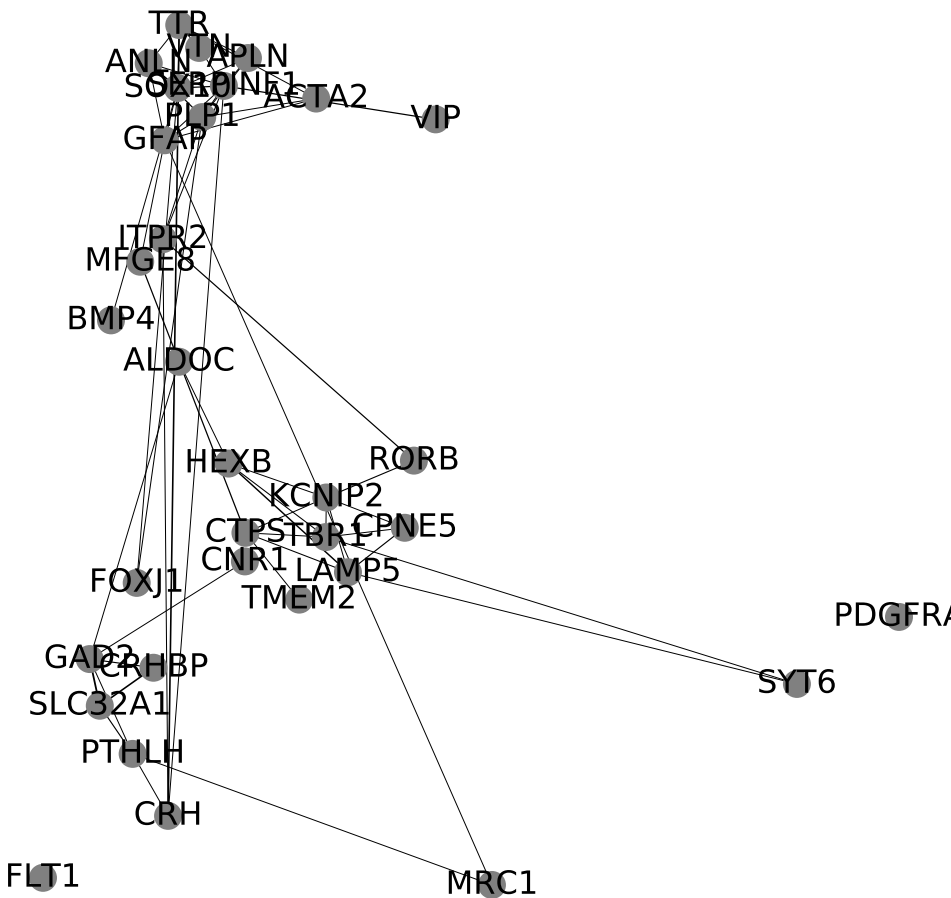 TTR
VTN
APLN
ANLN
SERPINF1
SOX10
ACTA2
PLP1
VIP
GFAP
ITPR2
MFGE8
BMP4
ALDOC
HEXB
RORB
KCNIP2
CTPS
TBR1
CPNE5
CNR1
LAMP5
FOXJ1
TMEM2
PDGFRA
GAD2
CRHBP
SYT6
SLC32A1
PTHLH
CRH
FLT1
MRC1